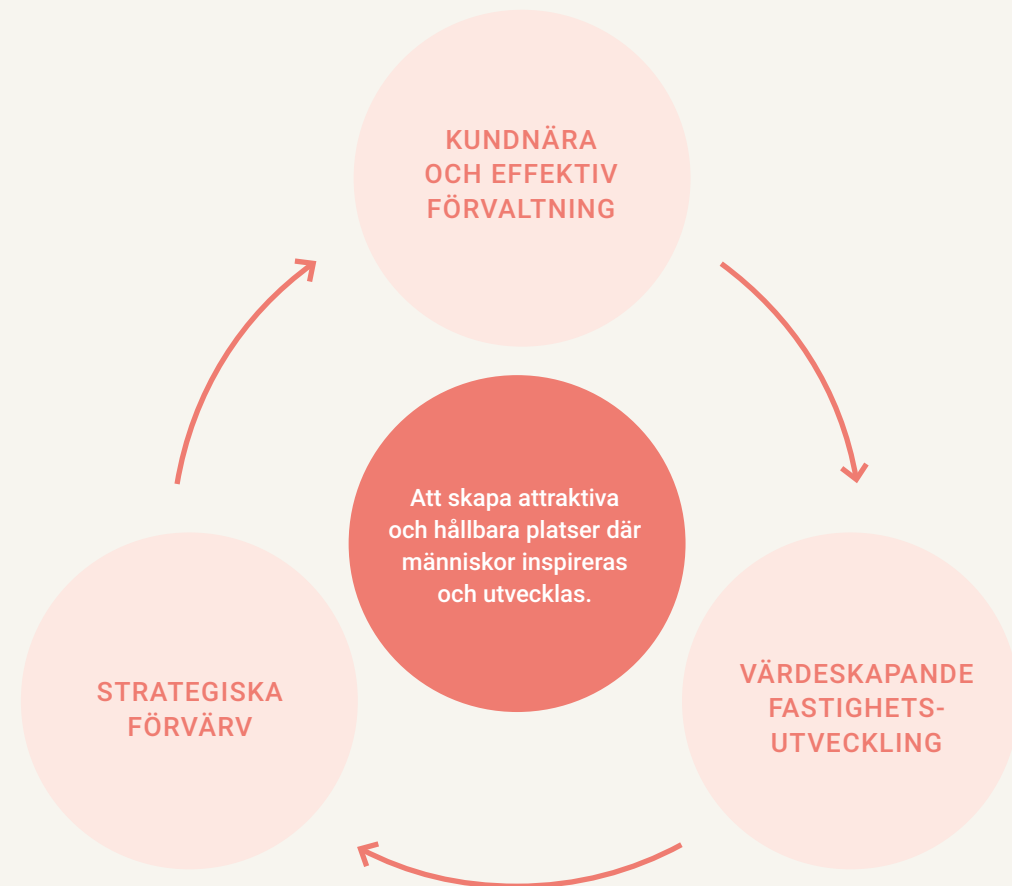 KUNDNÄRA
OCH EFFEKTIV
FÖRVALTNING
Att skapa attraktiva
och hållbara platser där
människor inspireras
och utvecklas.
STRATEGISKA
FÖRVÄRV
VÄRDESKAPANDE
FASTIGHETS-
UTVECKLING